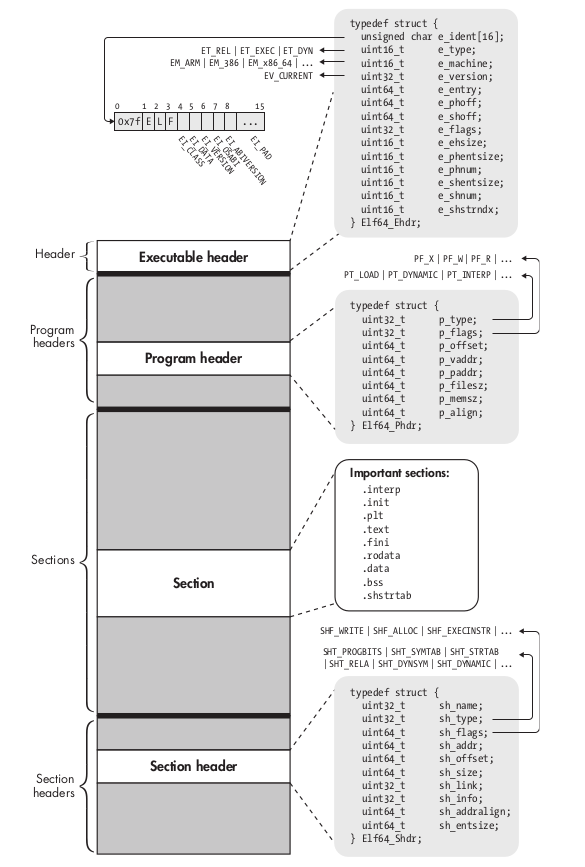 typedef struct {
unsigned char e_ident[16];
uint16_t e_type;
uint16_t e_machine;
uint32_t e_version;
uint64_t e_entry;
uint64_t e_phoff;
uint64_t e_shoff;
uint32_t e_flags;
uint16_t e_ehsize;
uint16_t e_phentsize;
uint16_t e_phnum;
uint16_t e_shentsize;
uint16_t e_shnum;
uint16_t e_shstrndx;
} Elf64_Ehdr;
ET_REL | ET_EXEC | ET_DYN
EM_ARM | EM_386 | EM_x86_64 | ...
EV_CURRENT
0 1 2 3 4 5 6 7 8 15
0x7f E L F ...
EI_CLASS
EI_DATA
EI_VERSION
EI_OSABI
EI_ABIVERSION
EI_PAD
Header
Executable header
Program
headers
Program header
PF_X | PF_W | PF_R | ...
PT_LOAD | PT_DYNAMIC | PT_INTERP | ...
typedef struct {
uint32_t p_type;
uint32_t p_flags;
uint64_t p_offset;
uint64_t p_vaddr;
uint64_t p_paddr;
uint64_t p_filesz;
uint64_t p_memsz;
uint64_t p_align;
} Elf64_Phdr;
Sections
Section
Important sections:
.interp
.init
.plt
.text
.fini
.rodata
.data
.bss
.shstrtab
SHF_WRITE | SHF_ALLOC | SHF_EXECINSTR | ...
SHT_PROGBITS | SHT_SYMTAB | SHT_STRTAB
| SHT_RELA | SHT_DYNSYM | SHT_DYNAMIC | ...
Section
headers
Section header
typedef struct {
uint32_t sh_name;
uint32_t sh_type;
uint64_t sh_flags;
uint64_t sh_addr;
uint64_t sh_offset;
uint64_t sh_size;
uint32_t sh_link;
uint32_t sh_info;
uint64_t sh_addralign;
uint64_t sh_entsize;
} Elf64_Shdr;